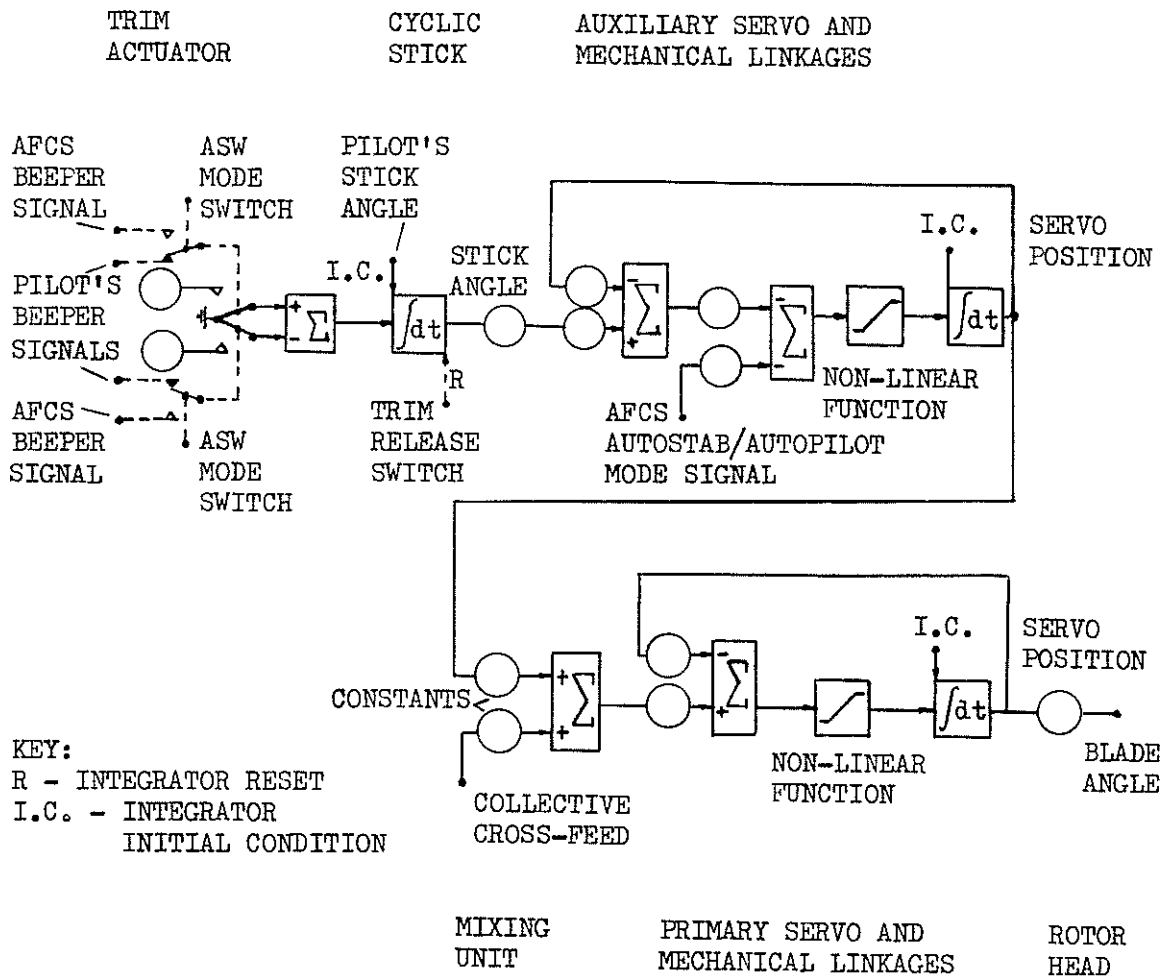 TRIM
ACTUATOR
CYCLIC
STICK
AUXILIARY SERVO AND
MECHANICAL LINKAGES
AFCS
BEEPER
SIGNAL
ASW
MODE
SWITCH
PILOT'S
STICK
ANGLE
I.C.
STICK
ANGLE
I.C.
SERVO
POSITION
PILOT'S
BEEPER
SIGNALS
+
-
Σ
∫dt
R
-
+
Σ
-
-
Σ
∫dt
NON-LINEAR
FUNCTION
AFCS
BEEPER
SIGNAL
ASW
MODE
SWITCH
TRIM
RELEASE
SWITCH
AFCS
AUTOSTAB/AUTOPILOT
MODE SIGNAL
CONSTANTS
+
+
Σ
-
+
Σ
I.C.
∫dt
SERVO
POSITION
NON-LINEAR
FUNCTION
BLADE
ANGLE
COLLECTIVE
CROSS-FEED
KEY:
R - INTEGRATOR RESET
I.C. - INTEGRATOR
INITIAL CONDITION
MIXING
UNIT
PRIMARY SERVO AND
MECHANICAL LINKAGES
ROTOR
HEAD